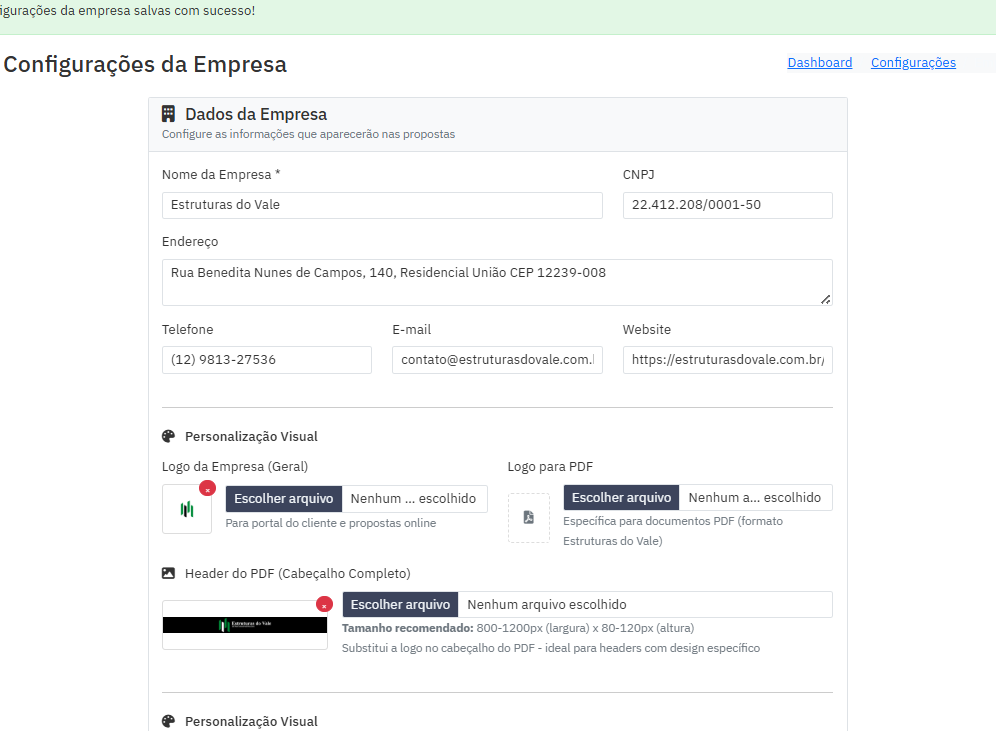 igurações da empresa salvas com sucesso!
Configurações da Empresa
Dashboard Configurações
Dados da Empresa
Configure as informações que aparecerão nas propostas
Nome da Empresa * CNPJ
Estruturas do Vale 22.412.208/0001-50
Endereço
Rua Benedita Nunes de Campos, 140, Residencial União CEP 12239-008
Telefone E-mail Website
(12) 9813-27536 contato@estruturasdovale.com. https://estruturasdovale.com.br/
Personalização Visual
Logo da Empresa (Geral) Logo para PDF
Escolher arquivo Nenhum ... escolhido Escolher arquivo Nenhum a... escolhido
Para portal do cliente e propostas online Específica para documentos PDF (formato
Estruturas do Vale)
Header do PDF (Cabeçalho Completo)
Escolher arquivo Nenhum arquivo escolhido
Estruturas do Vale
Tamanho recomendado: 800-1200px (largura) x 80-120px (altura)
Substitui a logo no cabeçalho do PDF - ideal para headers com design específico
Personalização Visual